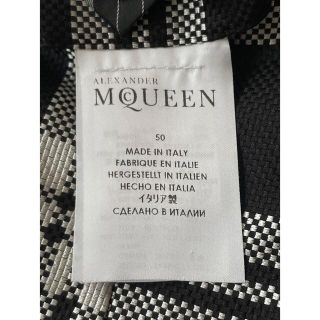 ALEXANDER
MCQUEEN
50
MADE IN ITALY
FABRIQUE EN ITALIE
HERGESTELLT IN ITALIEN
HECHO EN ITALIA
イタリア製
СДЕЛАНО В ИТАЛИИ